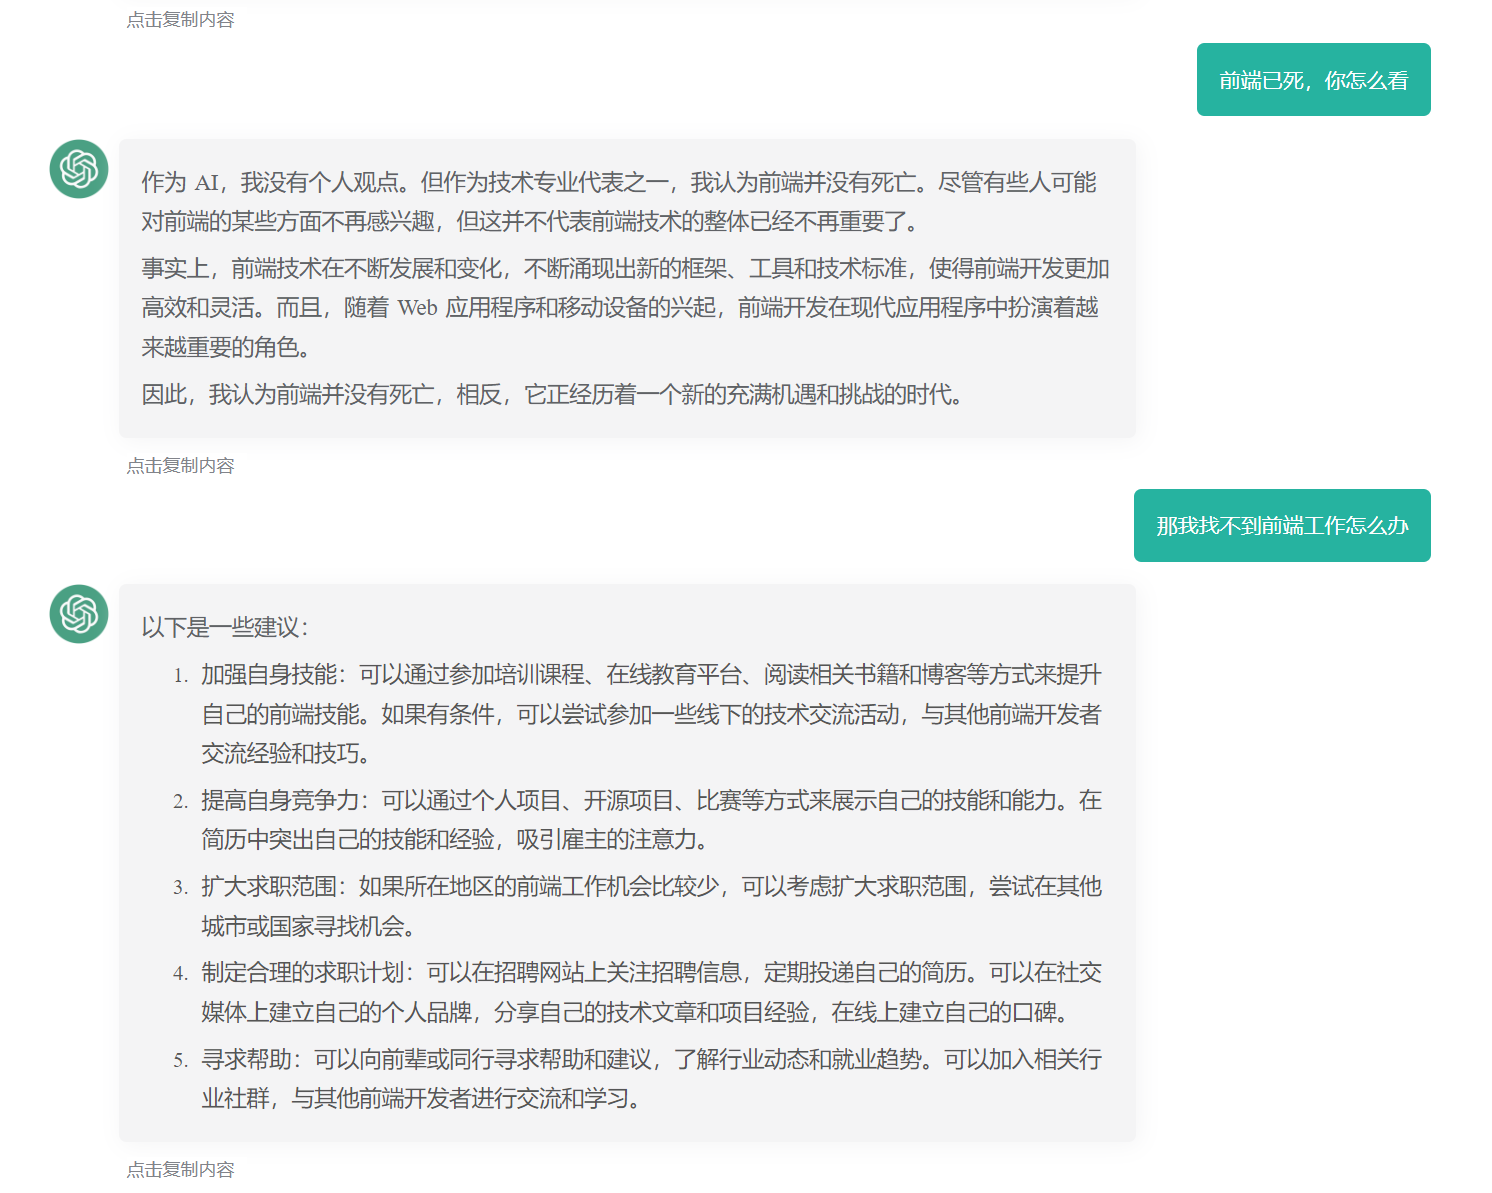 点击复制内容
前端已死，你怎么看
作为 AI，我没有个人观点。但作为技术专业代表之一，我认为前端并没有死亡。尽管有些人可能
对前端的某些方面不再感兴趣，但这并不代表前端技术的整体已经不再重要了。
事实上，前端技术在不断发展和变化，不断涌现出新的框架、工具和技术标准，使得前端开发更加
高效和灵活。而且，随着 Web 应用程序和移动设备的兴起，前端开发在现代应用程序中扮演着越
来越重要的角色。
因此，我认为前端并没有死亡，相反，它正经历着一个新的充满机遇和挑战的时代。
点击复制内容
那我找不到前端工作怎么办
以下是一些建议：
1. 加强自身技能：可以通过参加培训课程、在线教育平台、阅读相关书籍和博客等方式来提升
自己的前端技能。如果有条件，可以尝试参加一些线下的技术交流活动，与其他前端开发者
交流经验和技巧。
2. 提高自身竞争力：可以通过个人项目、开源项目、比赛等方式来展示自己的技能和能力。在
简历中突出自己的技能和经验，吸引雇主的注意力。
3. 扩大求职范围：如果所在地区的前端工作机会比较少，可以考虑扩大求职范围，尝试在其他
城市或国家寻找机会。
4. 制定合理的求职计划：可以在招聘网站上关注招聘信息，定期投递自己的简历。可以在社交
媒体上建立自己的个人品牌，分享自己的技术文章和项目经验，在线上建立自己的口碑。
5. 寻求帮助：可以向前辈或同行寻求帮助和建议，了解行业动态和就业趋势。可以加入相关行
业社群，与其他前端开发者进行交流和学习。
点击复制内容